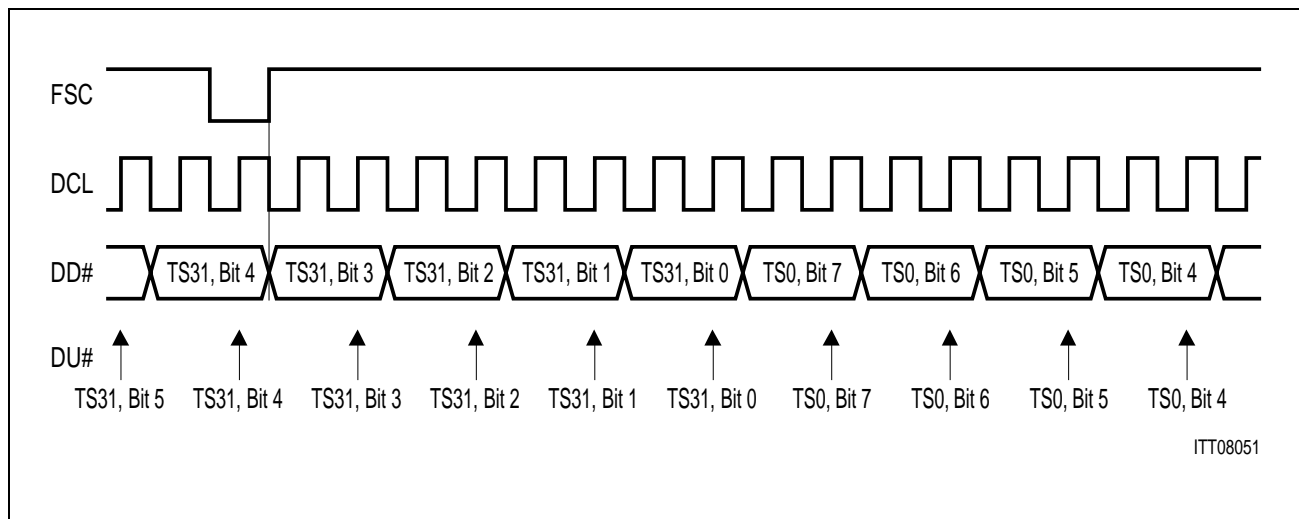 FSC
DCL
DD# TS31, Bit 4 TS31, Bit 3 TS31, Bit 2 TS31, Bit 1 TS31, Bit 0 TS0, Bit 7 TS0, Bit 6 TS0, Bit 5 TS0, Bit 4
DU#
TS31, Bit 5 TS31, Bit 4 TS31, Bit 3 TS31, Bit 2 TS31, Bit 1 TS31, Bit 0 TS0, Bit 7 TS0, Bit 6 TS0, Bit 5 TS0, Bit 4
ITT08051